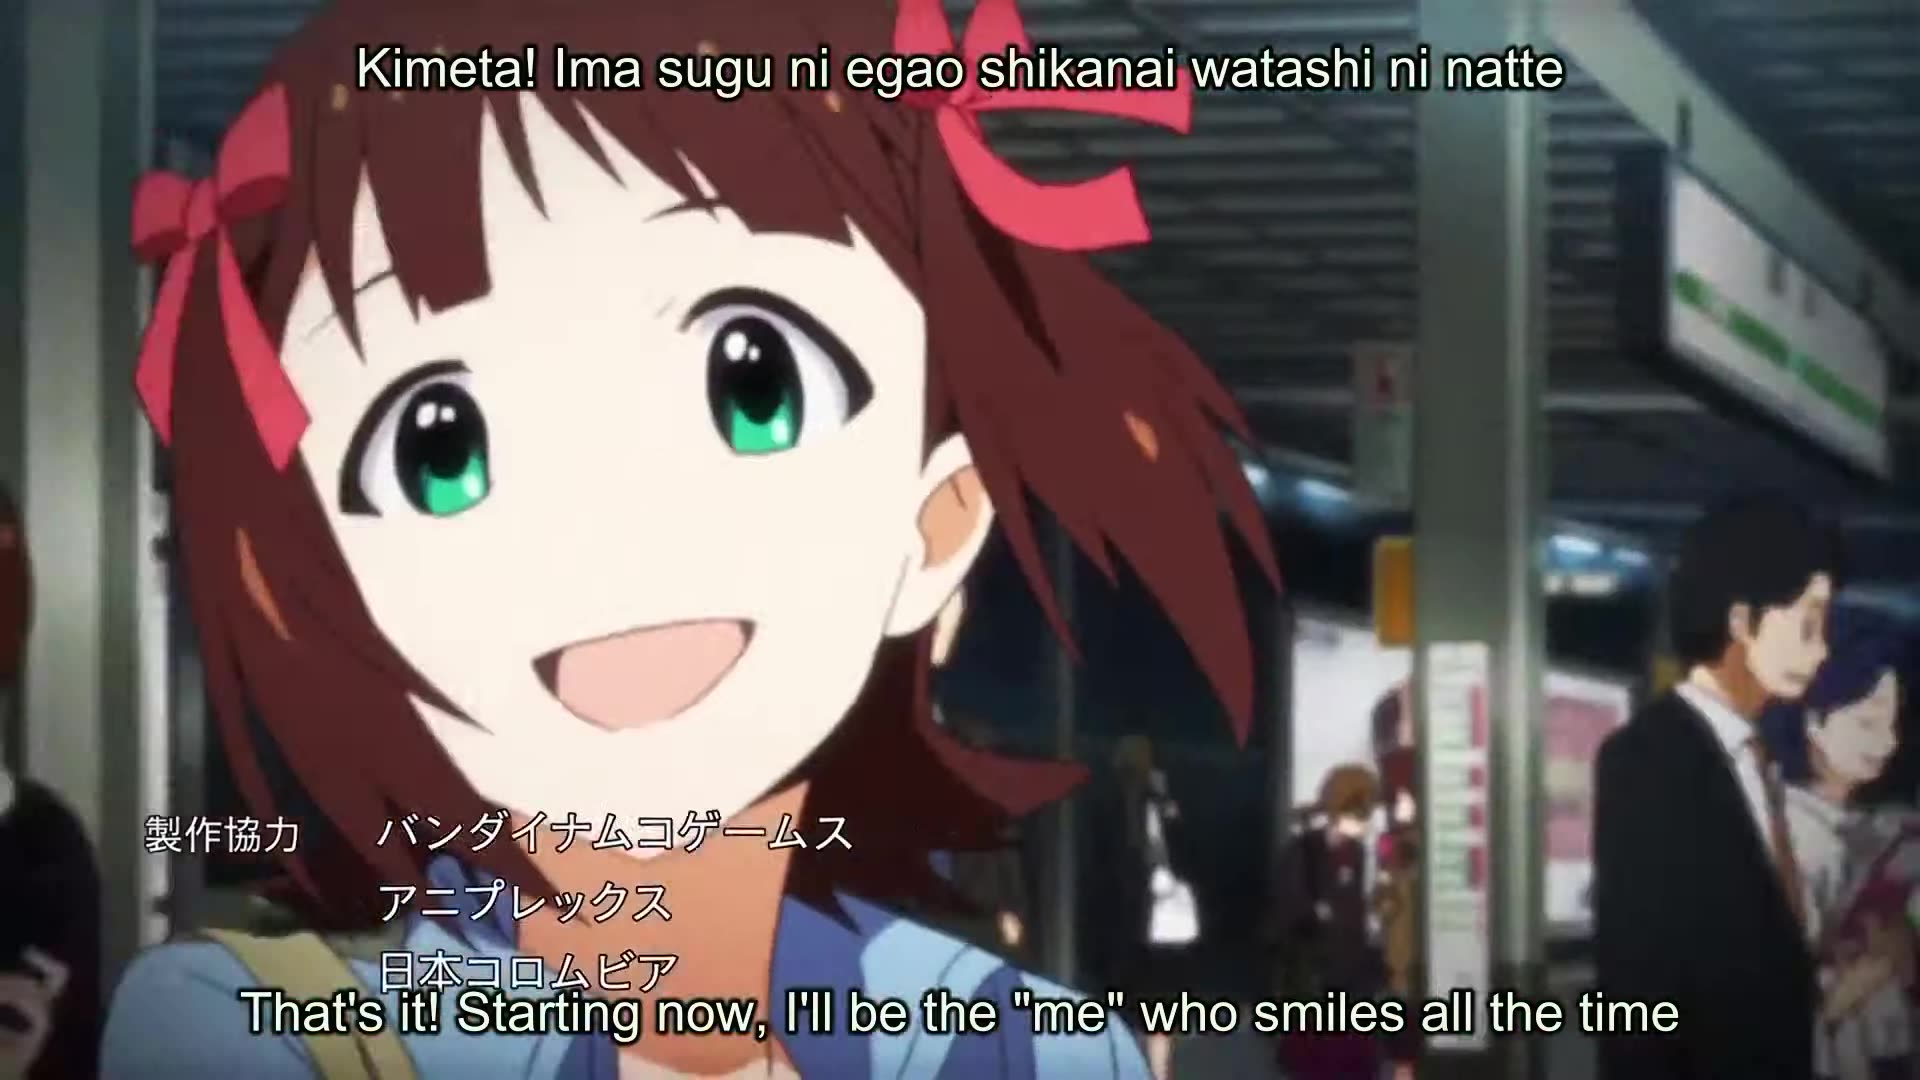 Kimeta! Ima sugu ni egao shikanai watashi ni natte
製作協力 バンダイナムコゲームス
アニプレックス
日本コロムビア
That's it! Starting now, I'll be the "me" who smiles all the time